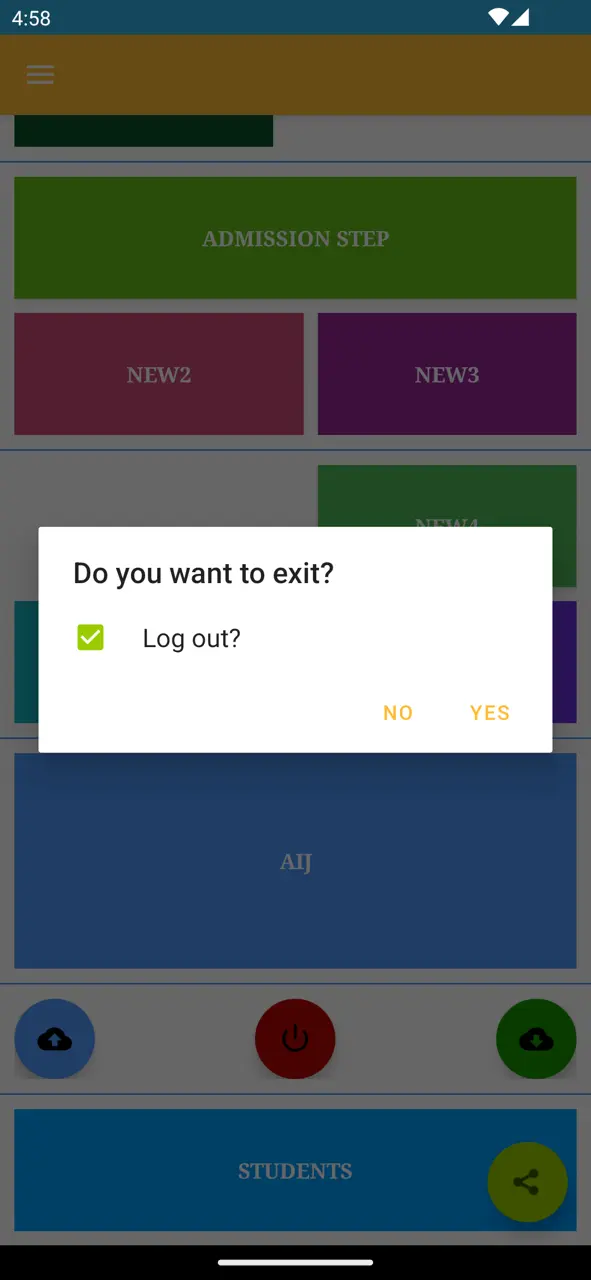 4:58
ADMISSION STEP
NEW2
NEW3
NEW4
Do you want to exit?
Log out?
NO
YES
AIJ
STUDENTS